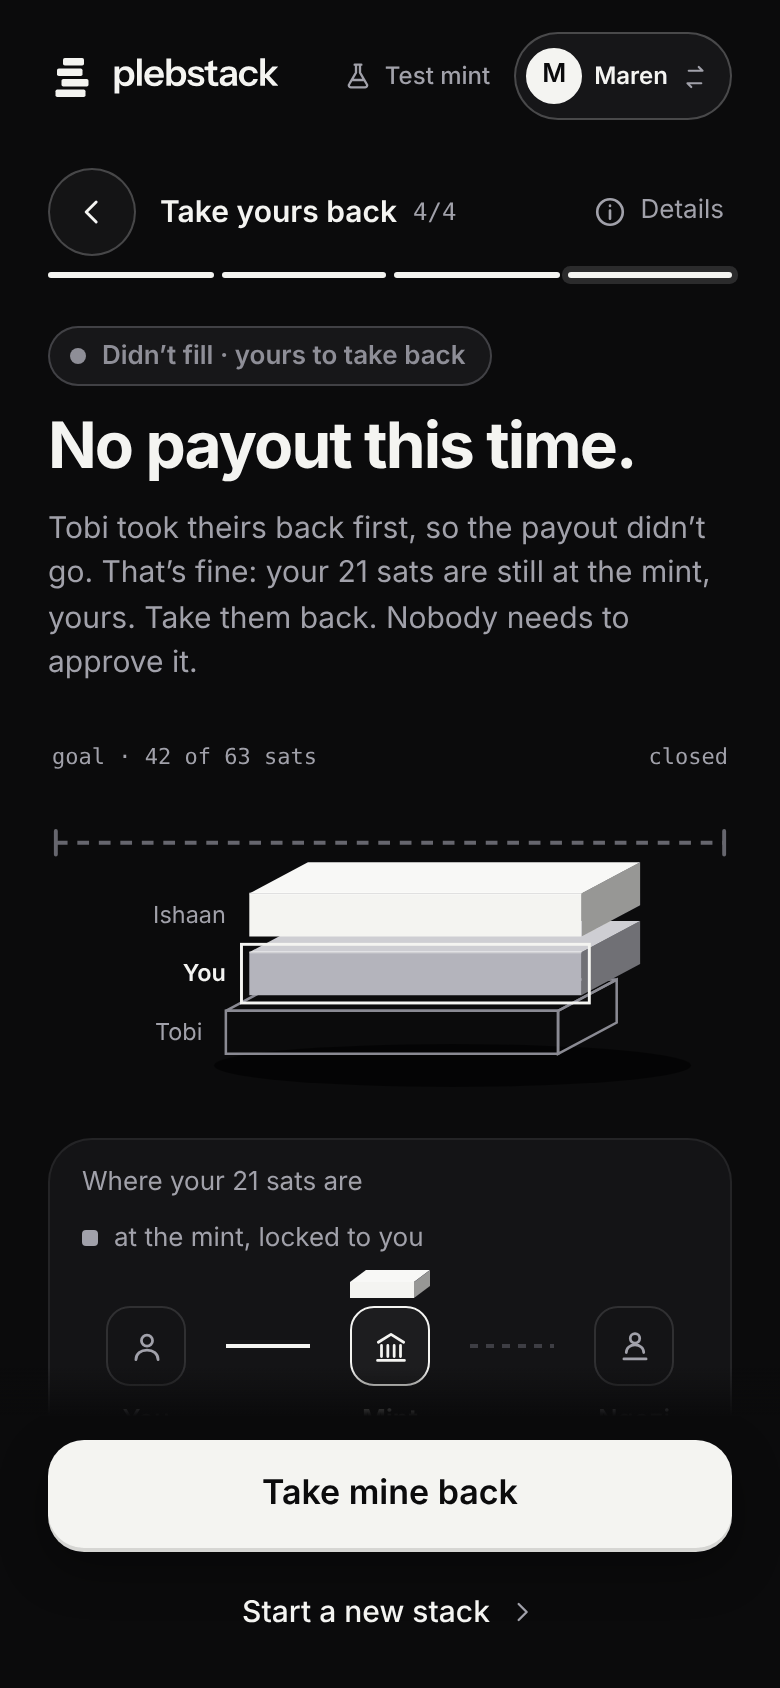 plebstack
Test mint
M
Maren
Take yours back 4/4
Details
Didn’t fill · yours to take back
No payout this time.
Tobi took theirs back first, so the payout didn’t
go. That’s fine: your 21 sats are still at the mint,
yours. Take them back. Nobody needs to
approve it.
goal · 42 of 63 sats
closed
Ishaan
You
Tobi
Where your 21 sats are
at the mint, locked to you
Take mine back
Start a new stack